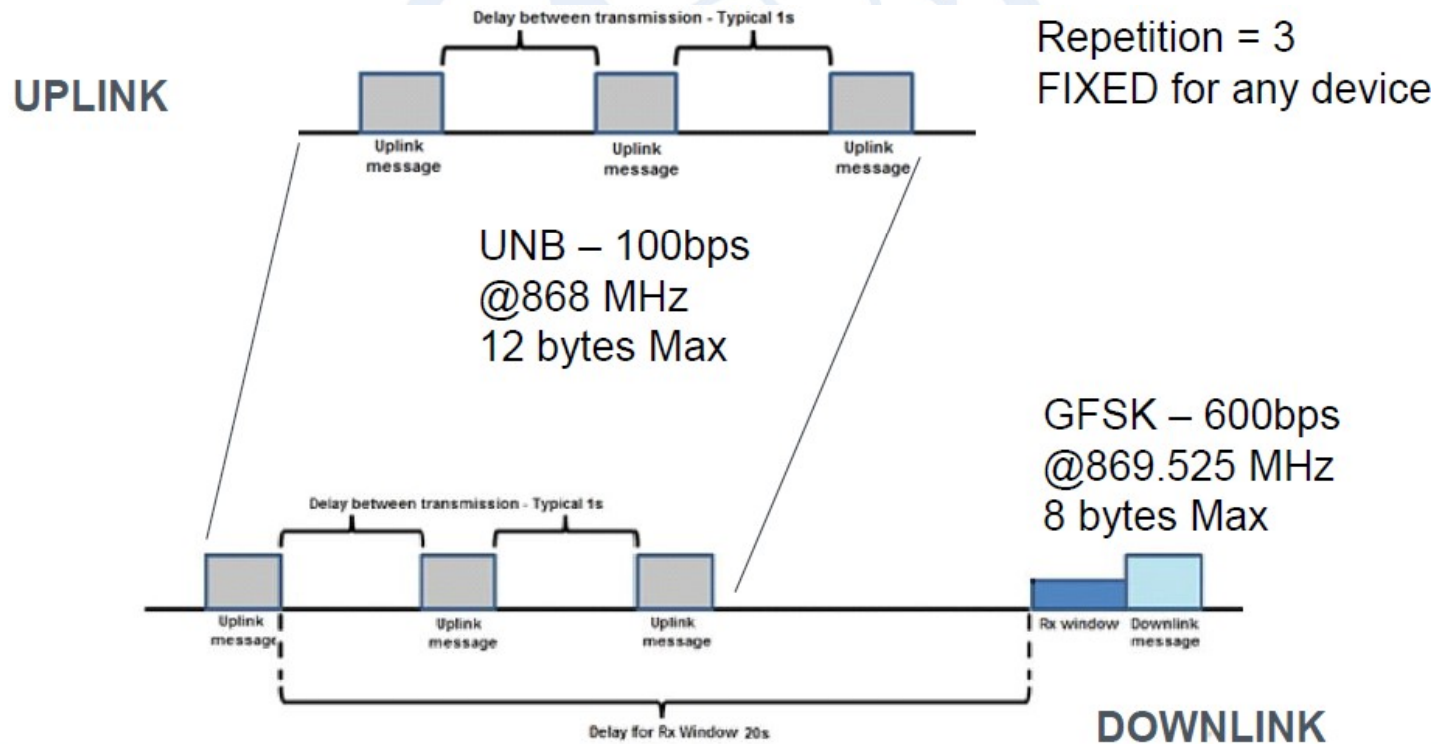 Delay between transmission - Typical 1s
Repetition = 3
FIXED for any device
UPLINK
Uplink
message
Uplink
message
Uplink
message
UNB – 100bps
@868 MHz
12 bytes Max
GFSK – 600bps
@869.525 MHz
8 bytes Max
Delay between transmission - Typical 1s
Uplink
message
Uplink
message
Uplink
message
Rx window
Downlink
message
Delay for Rx Window 20s
DOWNLINK